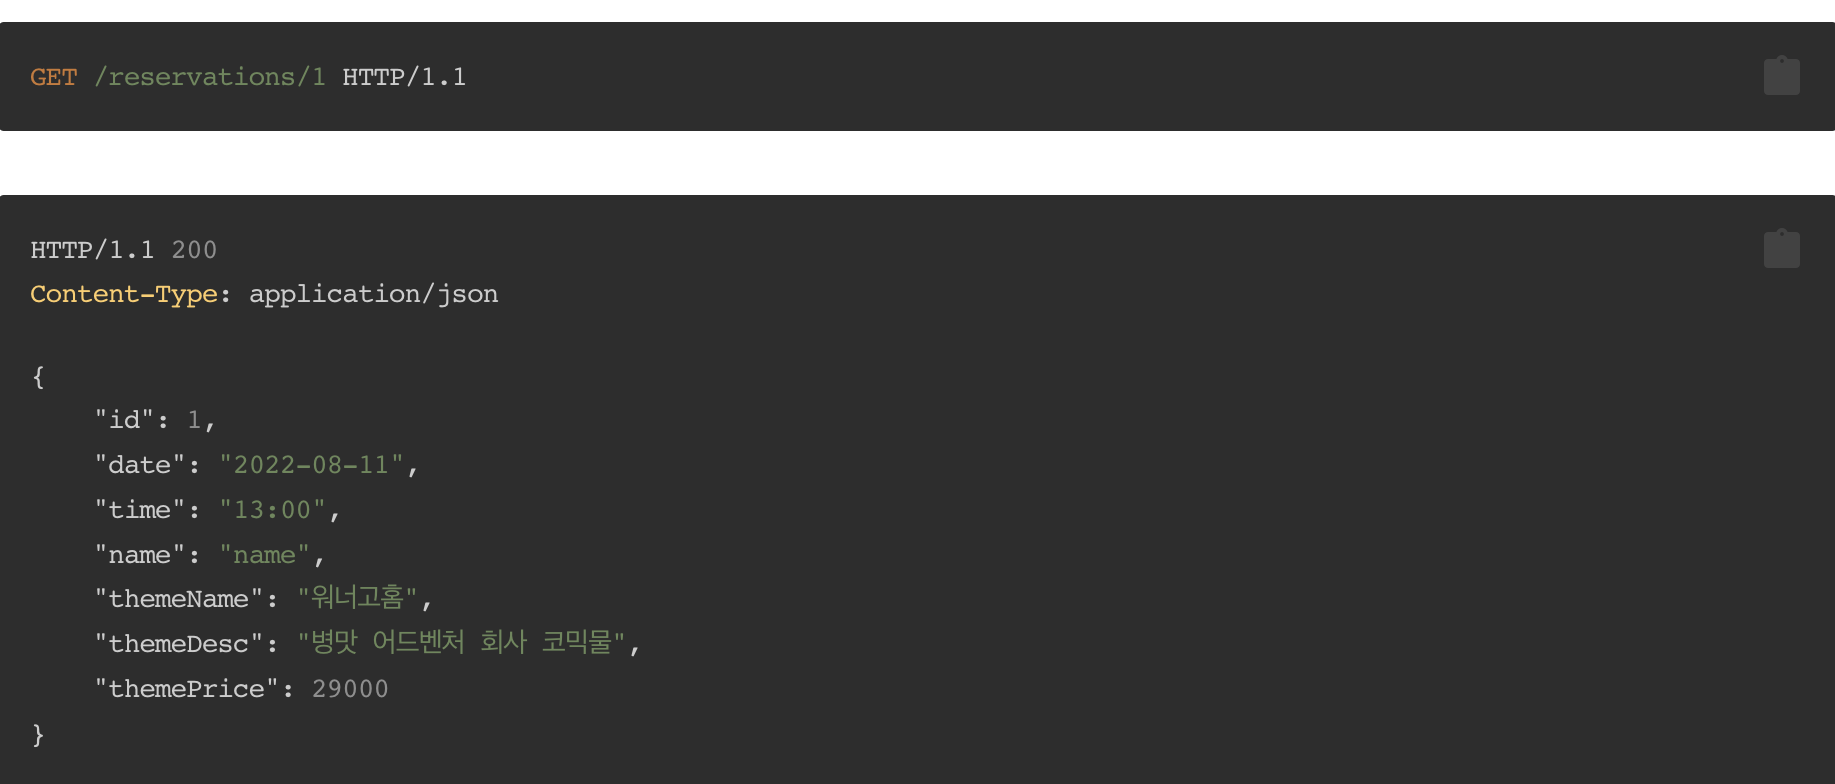 GET /reservations/1 HTTP/1.1
HTTP/1.1 200
Content-Type: application/json
{
    "id": 1,
    "date": "2022-08-11",
    "time": "13:00",
    "name": "name",
    "themeName": "워너고홈",
    "themeDesc": "병맛 어드벤처 회사 코믹물",
    "themePrice": 29000
}